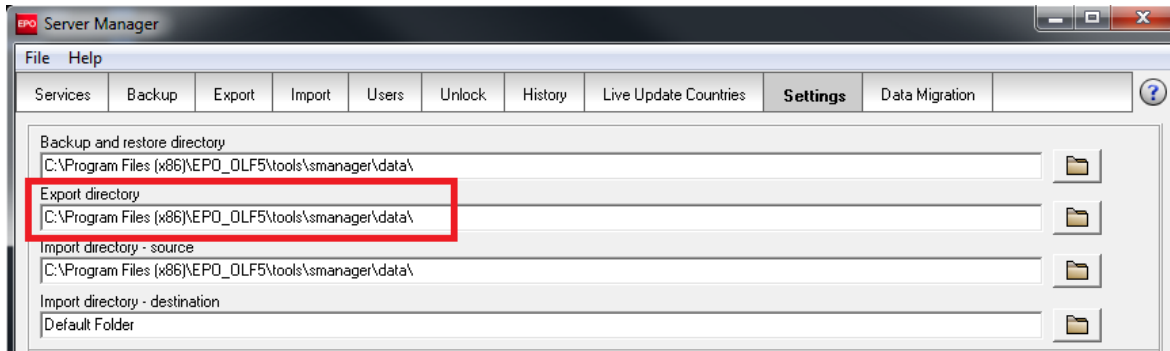 EPO Server Manager
File Help
Services Backup Export Import Users Unlock History Live Update Countries Settings Data Migration ?
Backup and restore directory
C:\Program Files (x86)\EPO_OLF5\tools\smanager\data\
Export directory
C:\Program Files (x86)\EPO_OLF5\tools\smanager\data\
Import directory - source
C:\Program Files (x86)\EPO_OLF5\tools\smanager\data\
Import directory - destination
Default Folder